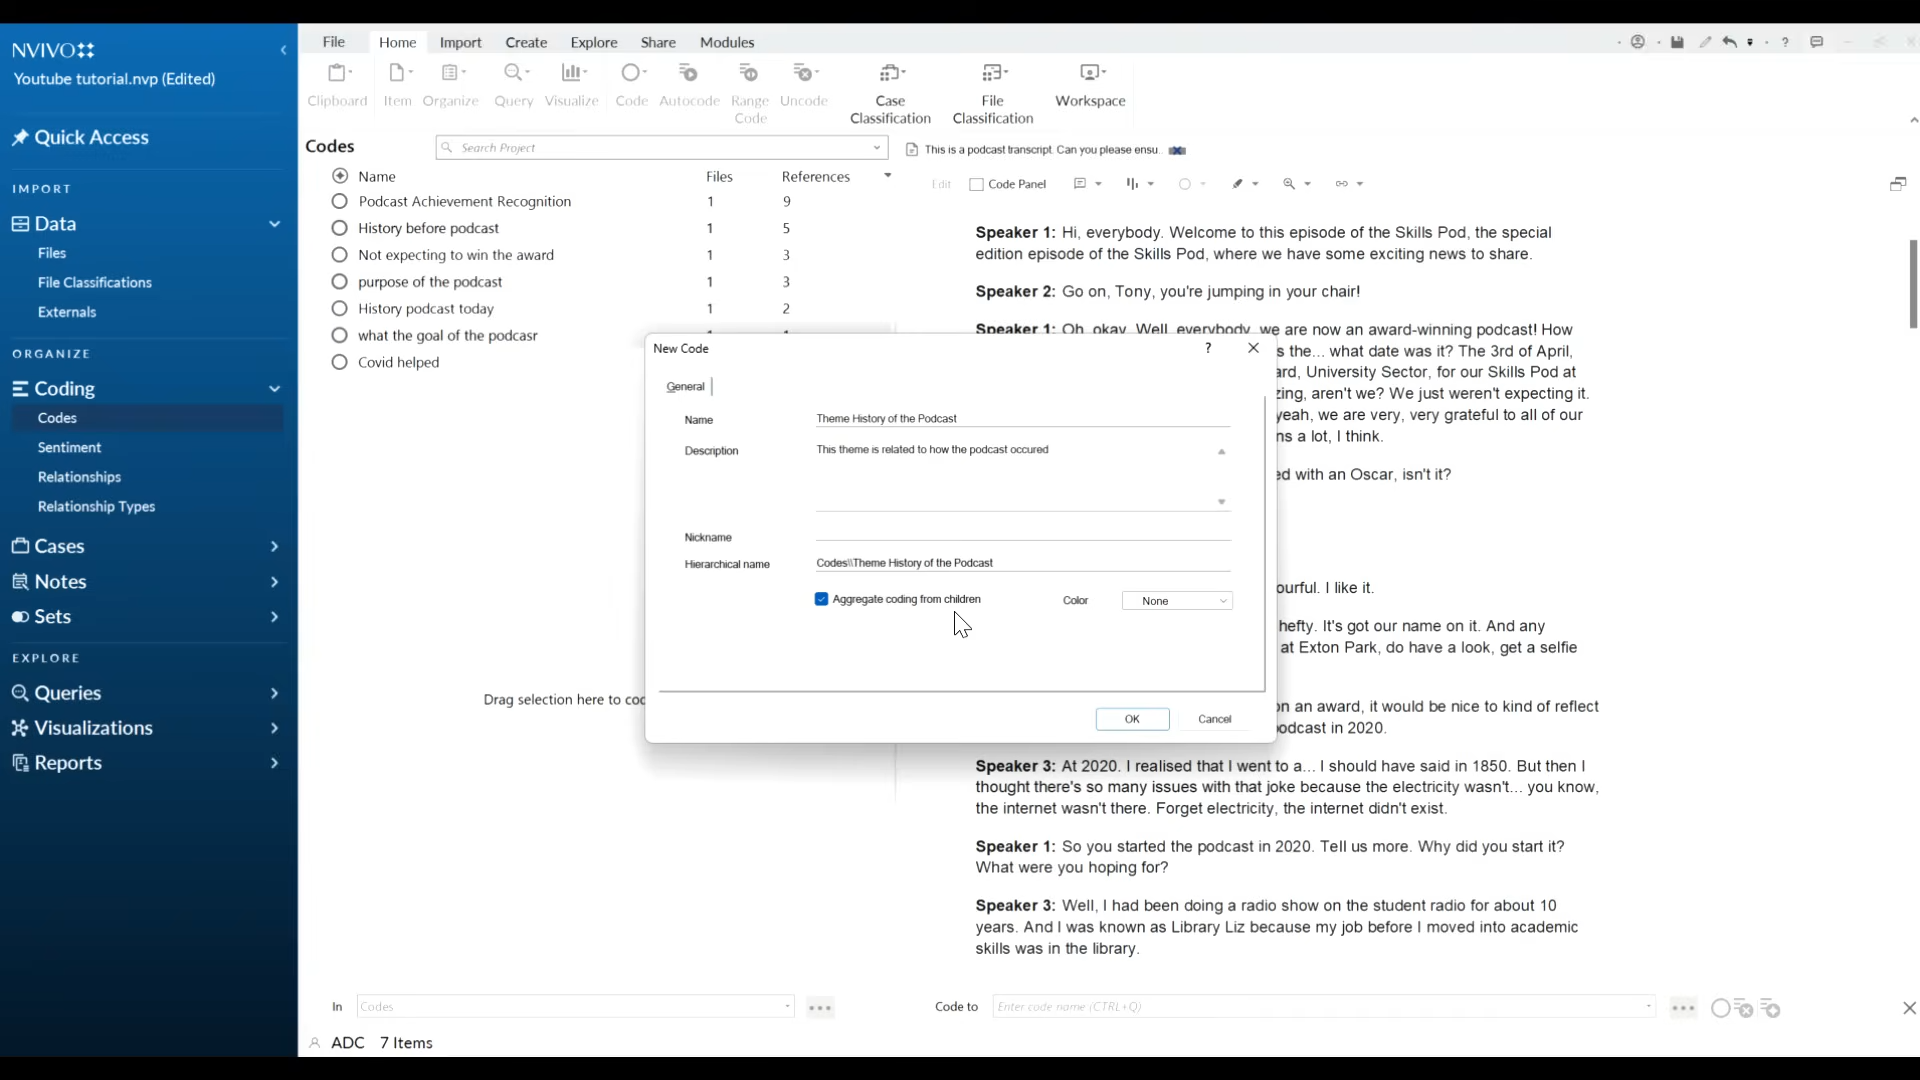 NVIVO
Youtube tutorial.nvp (Edited)
Quick Access
IMPORT
Data
Files
File Classifications
Externals
ORGANIZE
Coding
Codes
Sentiment
Relationships
Relationship Types
Cases
Notes
Sets
EXPLORE
Queries
Visualizations
Reports
File Home Import Create Explore Share Modules
Clipboard Item Organize Query Visualize Code Autocode Range Code Uncode Case Classification File Classification Workspace
Codes
Search Project
Name Files References
Podcast Achievement Recognition 1 9
History before podcast 1 5
Not expecting to win the award 1 3
purpose of the podcast 1 3
History podcast today 1 2
what the goal of the podcasr
Covid helped
Drag selection here to cod
In Codes
ADC 7 Items
This is a podcast transcript. Can you please ensu.
Edit Code Panel
Speaker 1: Hi, everybody. Welcome to this episode of the Skills Pod, the special
edition episode of the Skills Pod, where we have some exciting news to share.
Speaker 2: Go on, Tony, you're jumping in your chair!
Speaker 1: Oh, okay. Well, everybody, we are now an award-winning podcast! How
s the... what date was it? The 3rd of April,
ard, University Sector, for our Skills Pod at
zing, aren't we? We just weren't expecting it.
yeah, we are very, very grateful to all of our
ns a lot, I think.
ed with an Oscar, isn't it?
ourful. I like it.
hefty. It's got our name on it. And any
at Exton Park, do have a look, get a selfie
on an award, it would be nice to kind of reflect
odcast in 2020.
Speaker 3: At 2020. I realised that I went to a... I should have said in 1850. But then I
thought there's so many issues with that joke because the electricity wasn't... you know,
the internet wasn't there. Forget electricity, the internet didn't exist.
Speaker 1: So you started the podcast in 2020. Tell us more. Why did you start it?
What were you hoping for?
Speaker 3: Well, I had been doing a radio show on the student radio for about 10
years. And I was known as Library Liz because my job before I moved into academic
skills was in the library.
Code to Enter code name (CTRL+Q)
New Code ?
General
Name Theme History of the Podcast
Description This theme is related to how the podcast occured
Nickname
Hierarchical name Codes\\Theme History of the Podcast
Aggregate coding from children Color None
OK Cancel